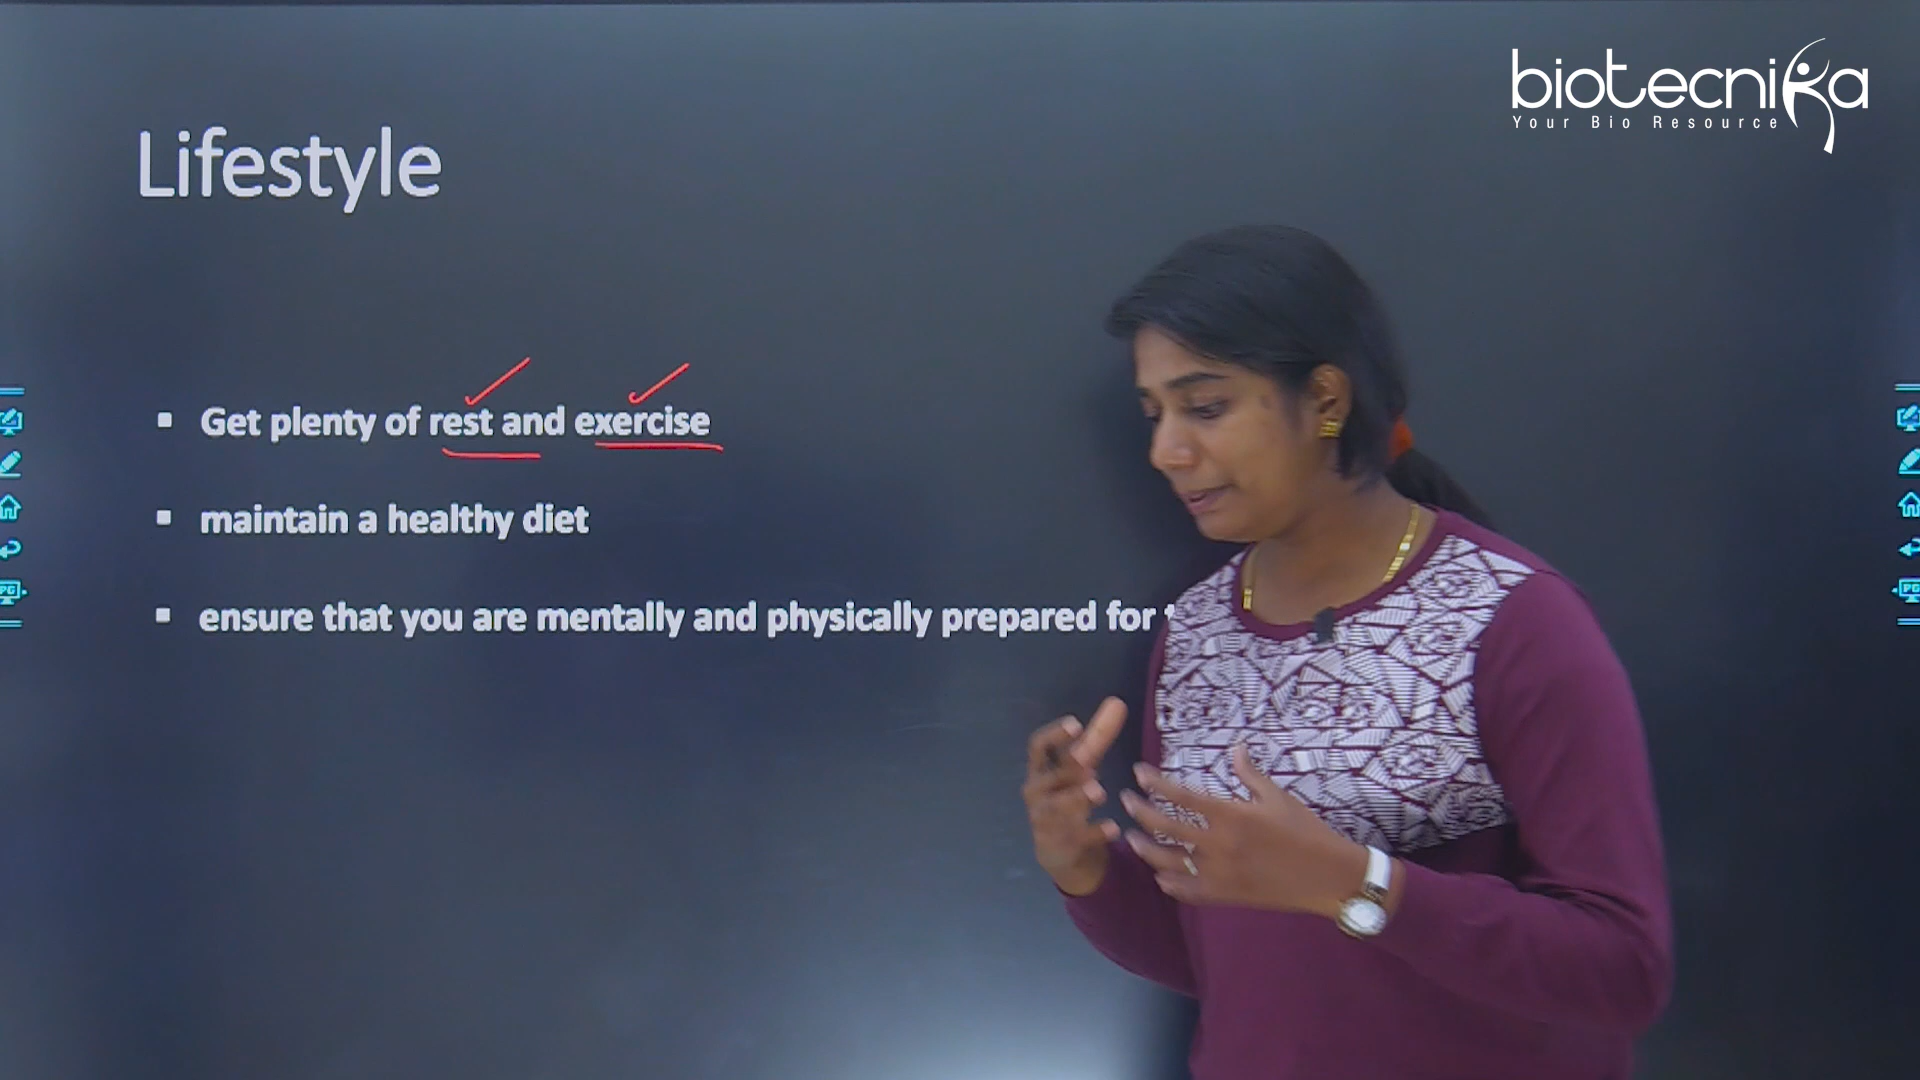 biotecnika
Your Bio Resource
Lifestyle
▪ Get plenty of rest and exercise
▪ maintain a healthy diet
▪ ensure that you are mentally and physically prepared for